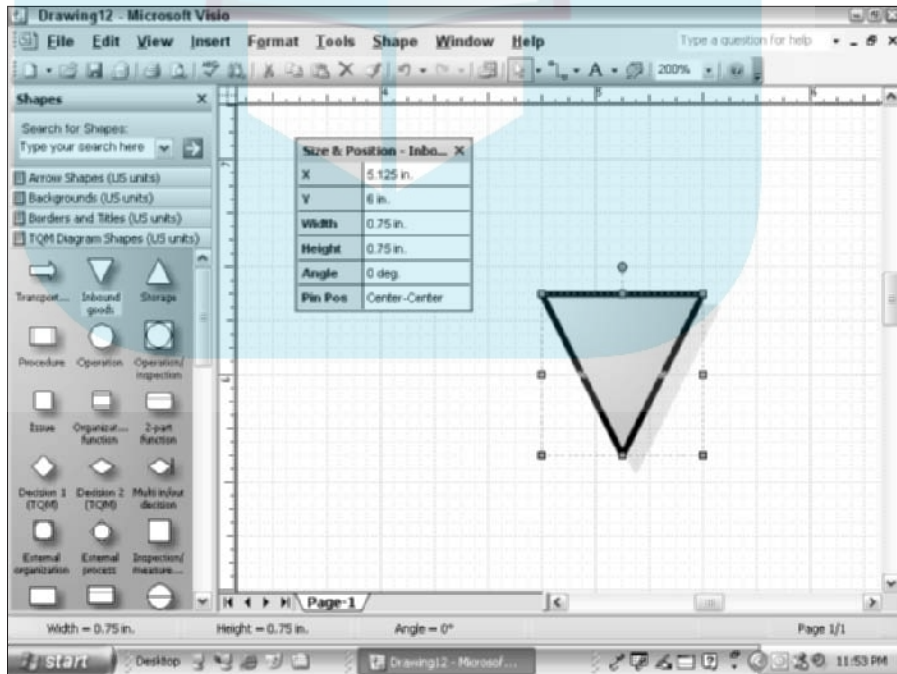 Drawing12 - Microsoft Visio
File Edit View Insert Format Tools Shape Window Help
Type a question for help
A 200%
Shapes
Search for Shapes:
Type your search here
Arrow Shapes (US units)
Backgrounds (US units)
Borders and Titles (US units)
TQM Diagram Shapes (US units)
Transport... Inbound goods Storage
Procedure Operation Operation/ inspection
Issue Organizat... function 2-part function
Decision 1 (TQM) Decision 2 (TQM) Multi in/out decision
External organization External process Inspection/ measure...
4 5 6
Size & Position - Inbo... X
X 5.125 in.
Y 6 in.
Width 0.75 in.
Height 0.75 in.
Angle 0 deg.
Pin Pos Center-Center
Page-1
Width = 0.75 in. Height = 0.75 in. Angle = 0° Page 1/1
start Desktop Drawing12 - Microsof... 11:53 PM